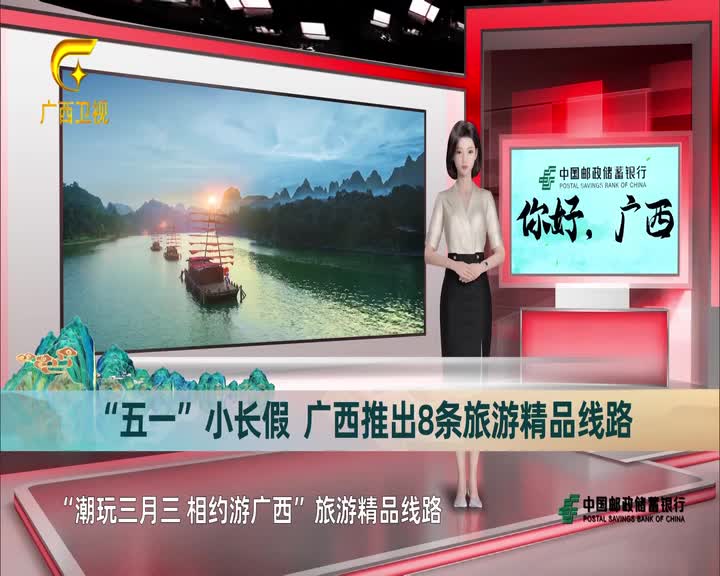 广西卫视
中国邮政储蓄银行
POSTAL SAVINGS BANK OF CHINA
你好，广西
“五一”小长假 广西推出8条旅游精品线路
“潮玩三月三 相约游广西”旅游精品线路
中国邮政储蓄银行
POSTAL SAVINGS BANK OF CHINA